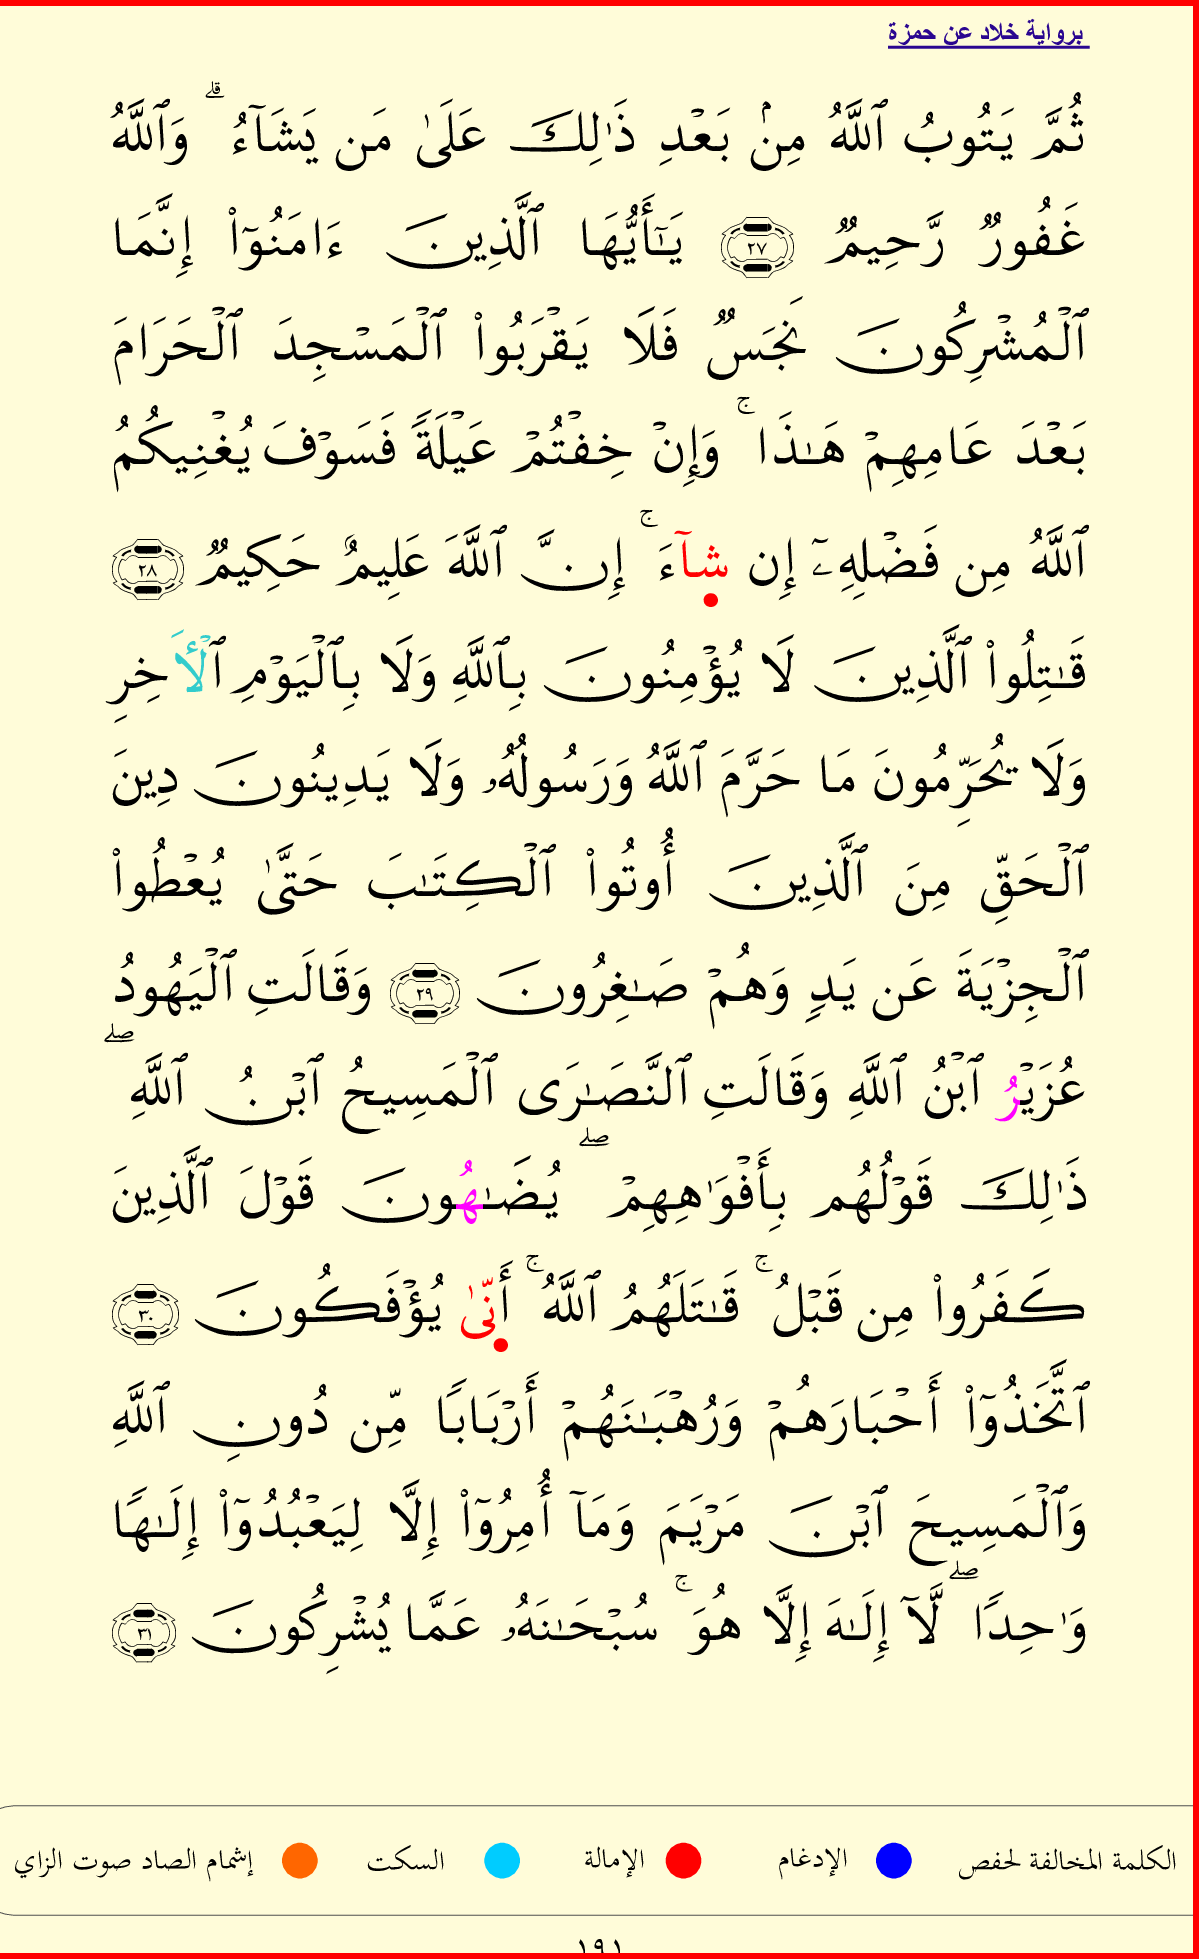 برواية خلاد عن حمزة
ثُمَّ يَتُوبُ ٱللَّهُ مِنۢ بَعْدِ ذَٰلِكَ عَلَىٰ مَن يَشَآءُ ۗ وَٱللَّهُ
غَفُورٌ رَّحِيمٌ ٢٧ يَـٰٓأَيُّهَا ٱلَّذِينَ ءَامَنُوٓا۟ إِنَّمَا
ٱلْمُشْرِكُونَ نَجَسٌ فَلَا يَقْرَبُوا۟ ٱلْمَسْجِدَ ٱلْحَرَامَ
بَعْدَ عَامِهِمْ هَـٰذَا ۚ وَإِنْ خِفْتُمْ عَيْلَةً فَسَوْفَ يُغْنِيكُمُ
ٱللَّهُ مِن فَضْلِهِۦٓ إِن شَآءَ ۚ إِنَّ ٱللَّهَ عَلِيمٌ حَكِيمٌ ٢٨
قَـٰتِلُوا۟ ٱلَّذِينَ لَا يُؤْمِنُونَ بِٱللَّهِ وَلَا بِٱلْيَوْمِ ٱلْأَخِرِ
وَلَا يُحَرِّمُونَ مَا حَرَّمَ ٱللَّهُ وَرَسُولُهُۥ وَلَا يَدِينُونَ دِينَ
ٱلْحَقِّ مِنَ ٱلَّذِينَ أُوتُوا۟ ٱلْكِتَـٰبَ حَتَّىٰ يُعْطُوا۟
ٱلْجِزْيَةَ عَن يَدٍ وَهُمْ صَـٰغِرُونَ ٢٩ وَقَالَتِ ٱلْيَهُودُ
عُزَيْرُ ٱبْنُ ٱللَّهِ وَقَالَتِ ٱلنَّصَـٰرَى ٱلْمَسِيحُ ٱبْنُ ٱللَّهِ ۖ
ذَٰلِكَ قَوْلُهُم بِأَفْوَٰهِهِمْ ۖ يُضَـٰهُونَ قَوْلَ ٱلَّذِينَ
كَفَرُوا۟ مِن قَبْلُ ۚ قَـٰتَلَهُمُ ٱللَّهُ ۚ أَنِّىٰ يُؤْفَكُونَ ٣٠
ٱتَّخَذُوٓا۟ أَحْبَارَهُمْ وَرُهْبَـٰنَهُمْ أَرْبَابًا مِّن دُونِ ٱللَّهِ
وَٱلْمَسِيحَ ٱبْنَ مَرْيَمَ وَمَآ أُمِرُوٓا۟ إِلَّا لِيَعْبُدُوٓا۟ إِلَـٰهًا
وَٰحِدًا ۖ لَّآ إِلَـٰهَ إِلَّا هُوَ ۚ سُبْحَـٰنَهُۥ عَمَّا يُشْرِكُونَ ٣١
الكلمة المخالفة لحفص الإدغام الإمالة السكت إشمام الصاد صوت الزاي
١٩١